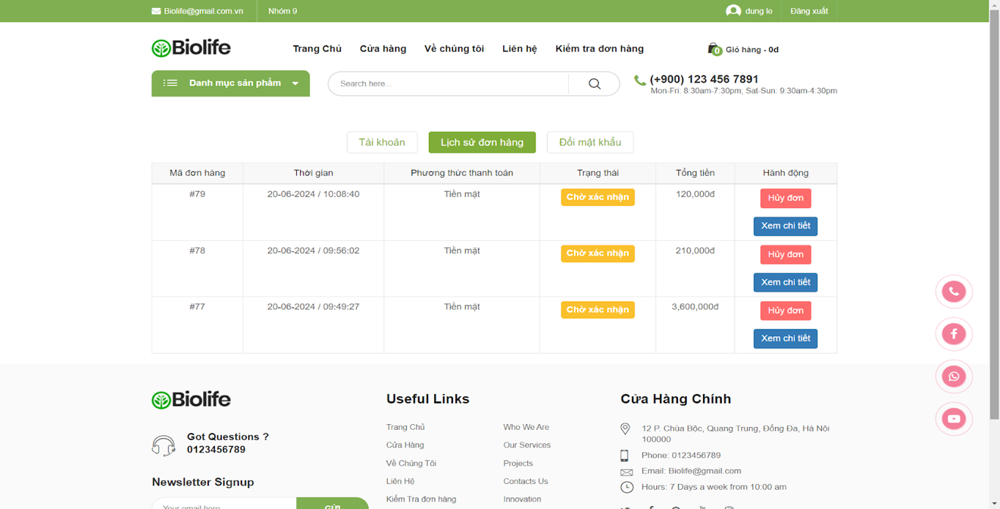 Biolife@gmail.com.vn Nhóm 9 dung le Đăng xuất
Biolife Trang Chủ Cửa hàng Về chúng tôi Liên hệ Kiểm tra đơn hàng 0 Giỏ hàng - 0đ
Danh mục sản phẩm Search here... (+900) 123 456 7891
Mon-Fri: 8:30am-7:30pm; Sat-Sun: 9:30am-4:30pm
Tài khoản Lịch sử đơn hàng Đổi mật khẩu
Mã đơn hàng Thời gian Phương thức thanh toán Trạng thái Tổng tiền Hành động
#79 20-06-2024 / 10:08:40 Tiền mặt Chờ xác nhận 120,000đ Hủy đơn
Xem chi tiết
#78 20-06-2024 / 09:56:02 Tiền mặt Chờ xác nhận 210,000đ Hủy đơn
Xem chi tiết
#77 20-06-2024 / 09:49:27 Tiền mặt Chờ xác nhận 3,600,000đ Hủy đơn
Xem chi tiết
Biolife
Got Questions ?
0123456789
Newsletter Signup
Your email here GỬI
Useful Links
Trang Chủ Who We Are
Cửa Hàng Our Services
Về Chúng Tôi Projects
Liên Hệ Contacts Us
Kiểm Tra đơn hàng Innovation
Cửa Hàng Chính
12 P. Chùa Bộc, Quang Trung, Đống Đa, Hà Nội
100000
Phone: 0123456789
Email: Biolife@gmail.com
Hours: 7 Days a week from 10:00 am